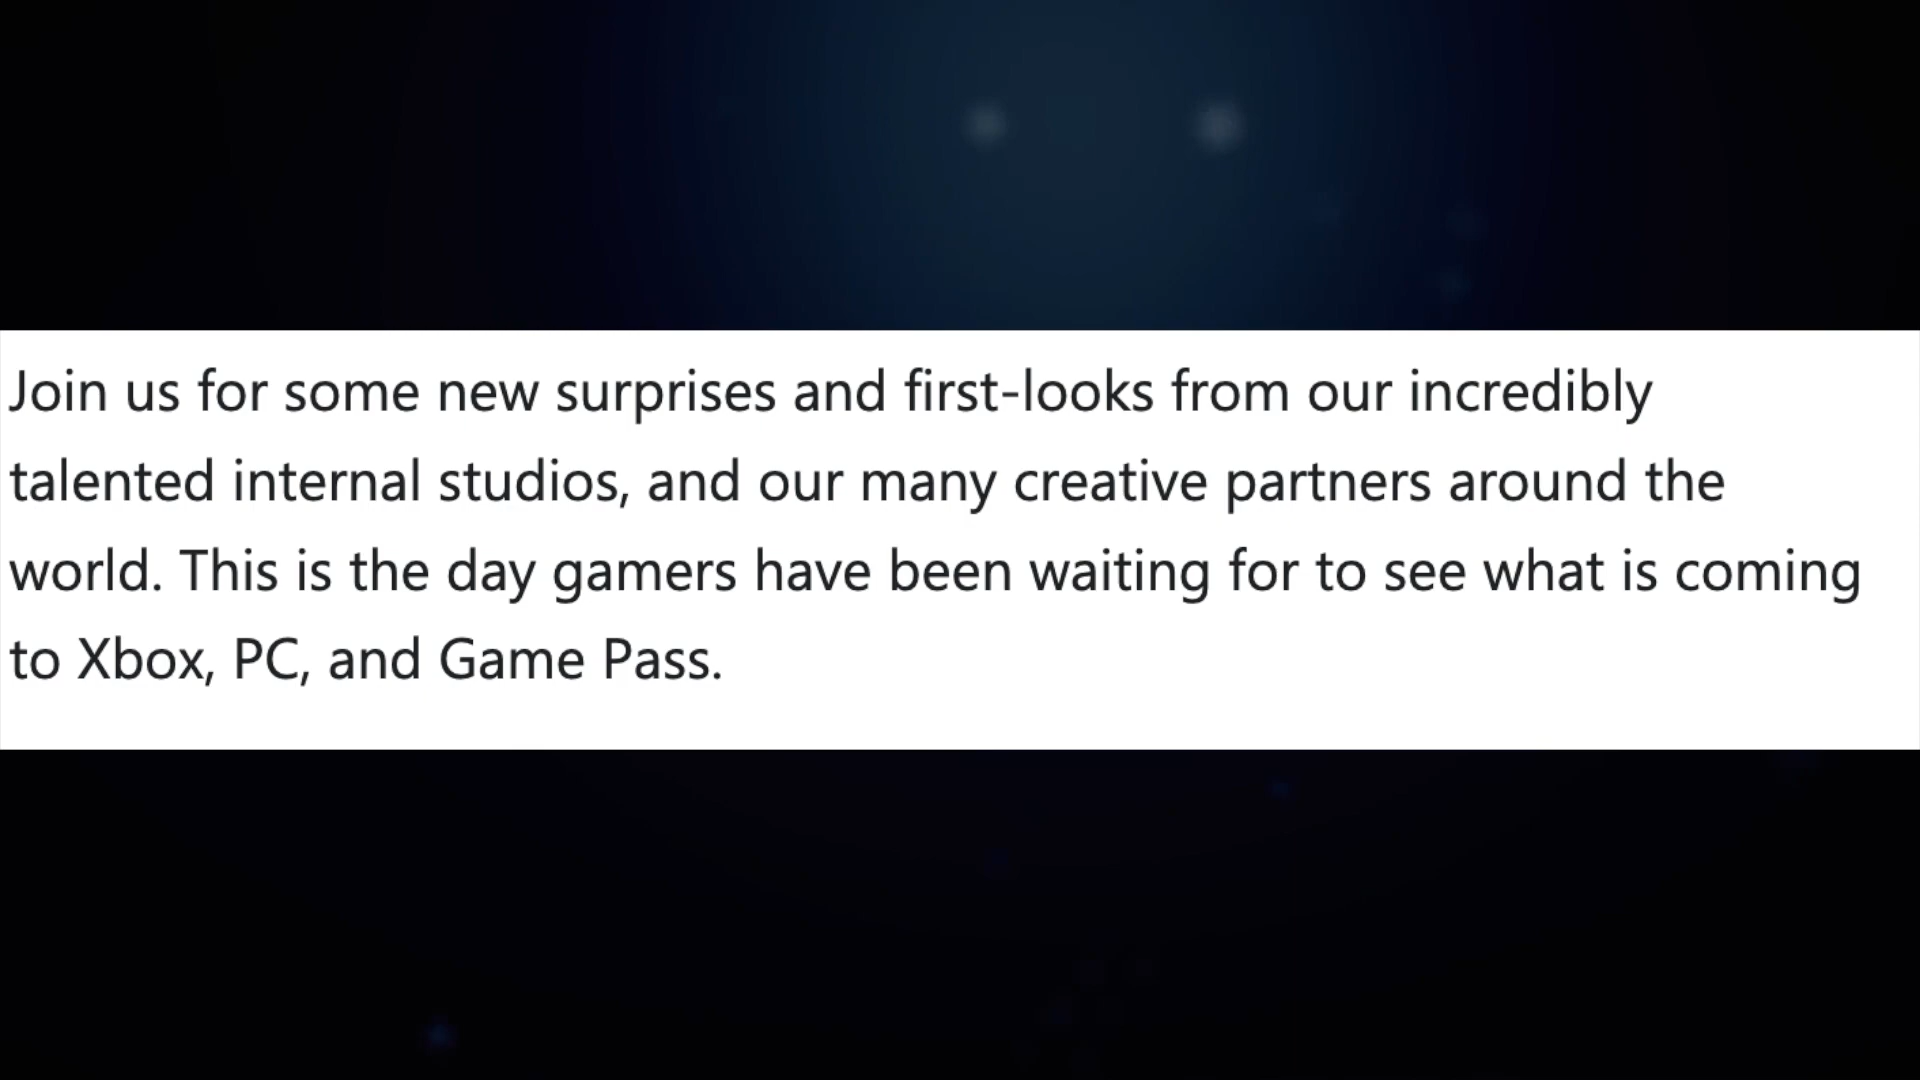 Join us for some new surprises and first-looks from our incredibly
talented internal studios, and our many creative partners around the
world. This is the day gamers have been waiting for to see what is coming
to Xbox, PC, and Game Pass.